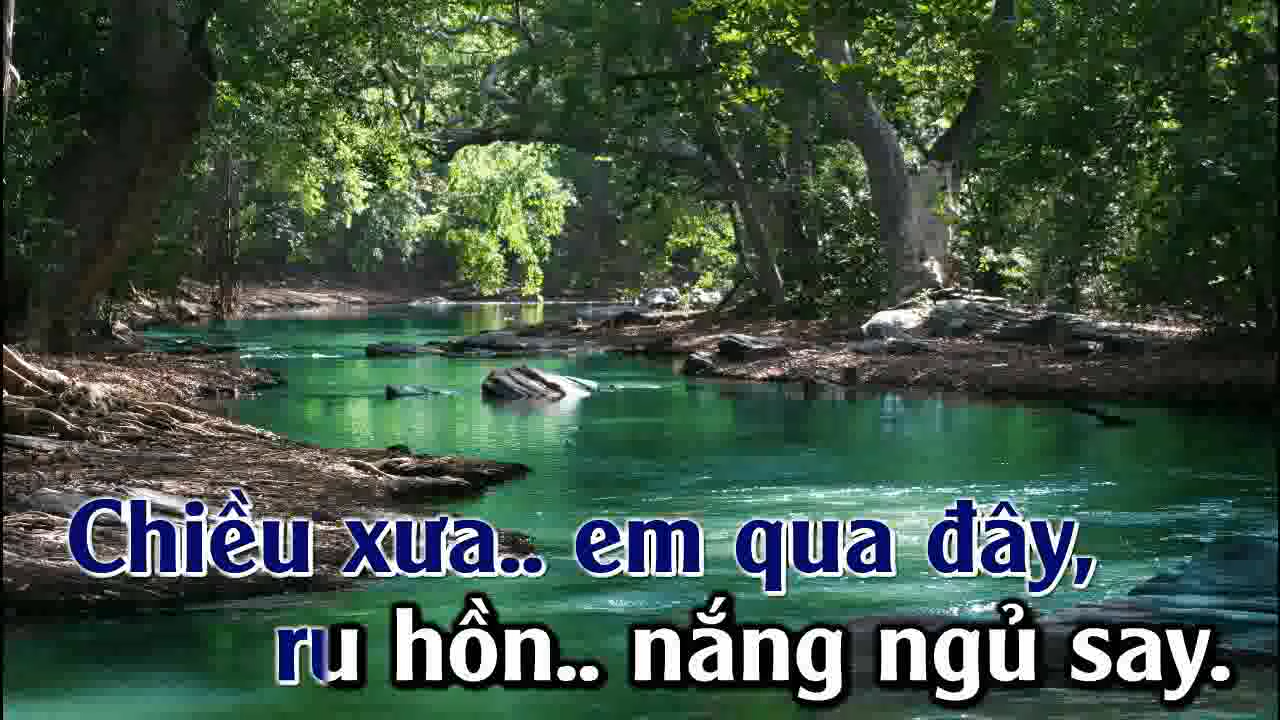 Chiều xưa.. em qua đây,
ru hồn.. nắng ngủ say.